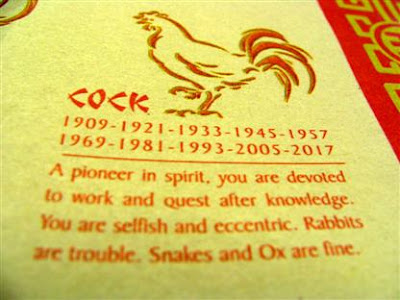 COCK
1909-1921-1933-1945-1957
1969-1981-1993-2005-2017
A pioneer in spirit, you are devoted
to work and quest after knowledge.
You are selfish and eccentric. Rabbits
are trouble. Snakes and Ox are fine.